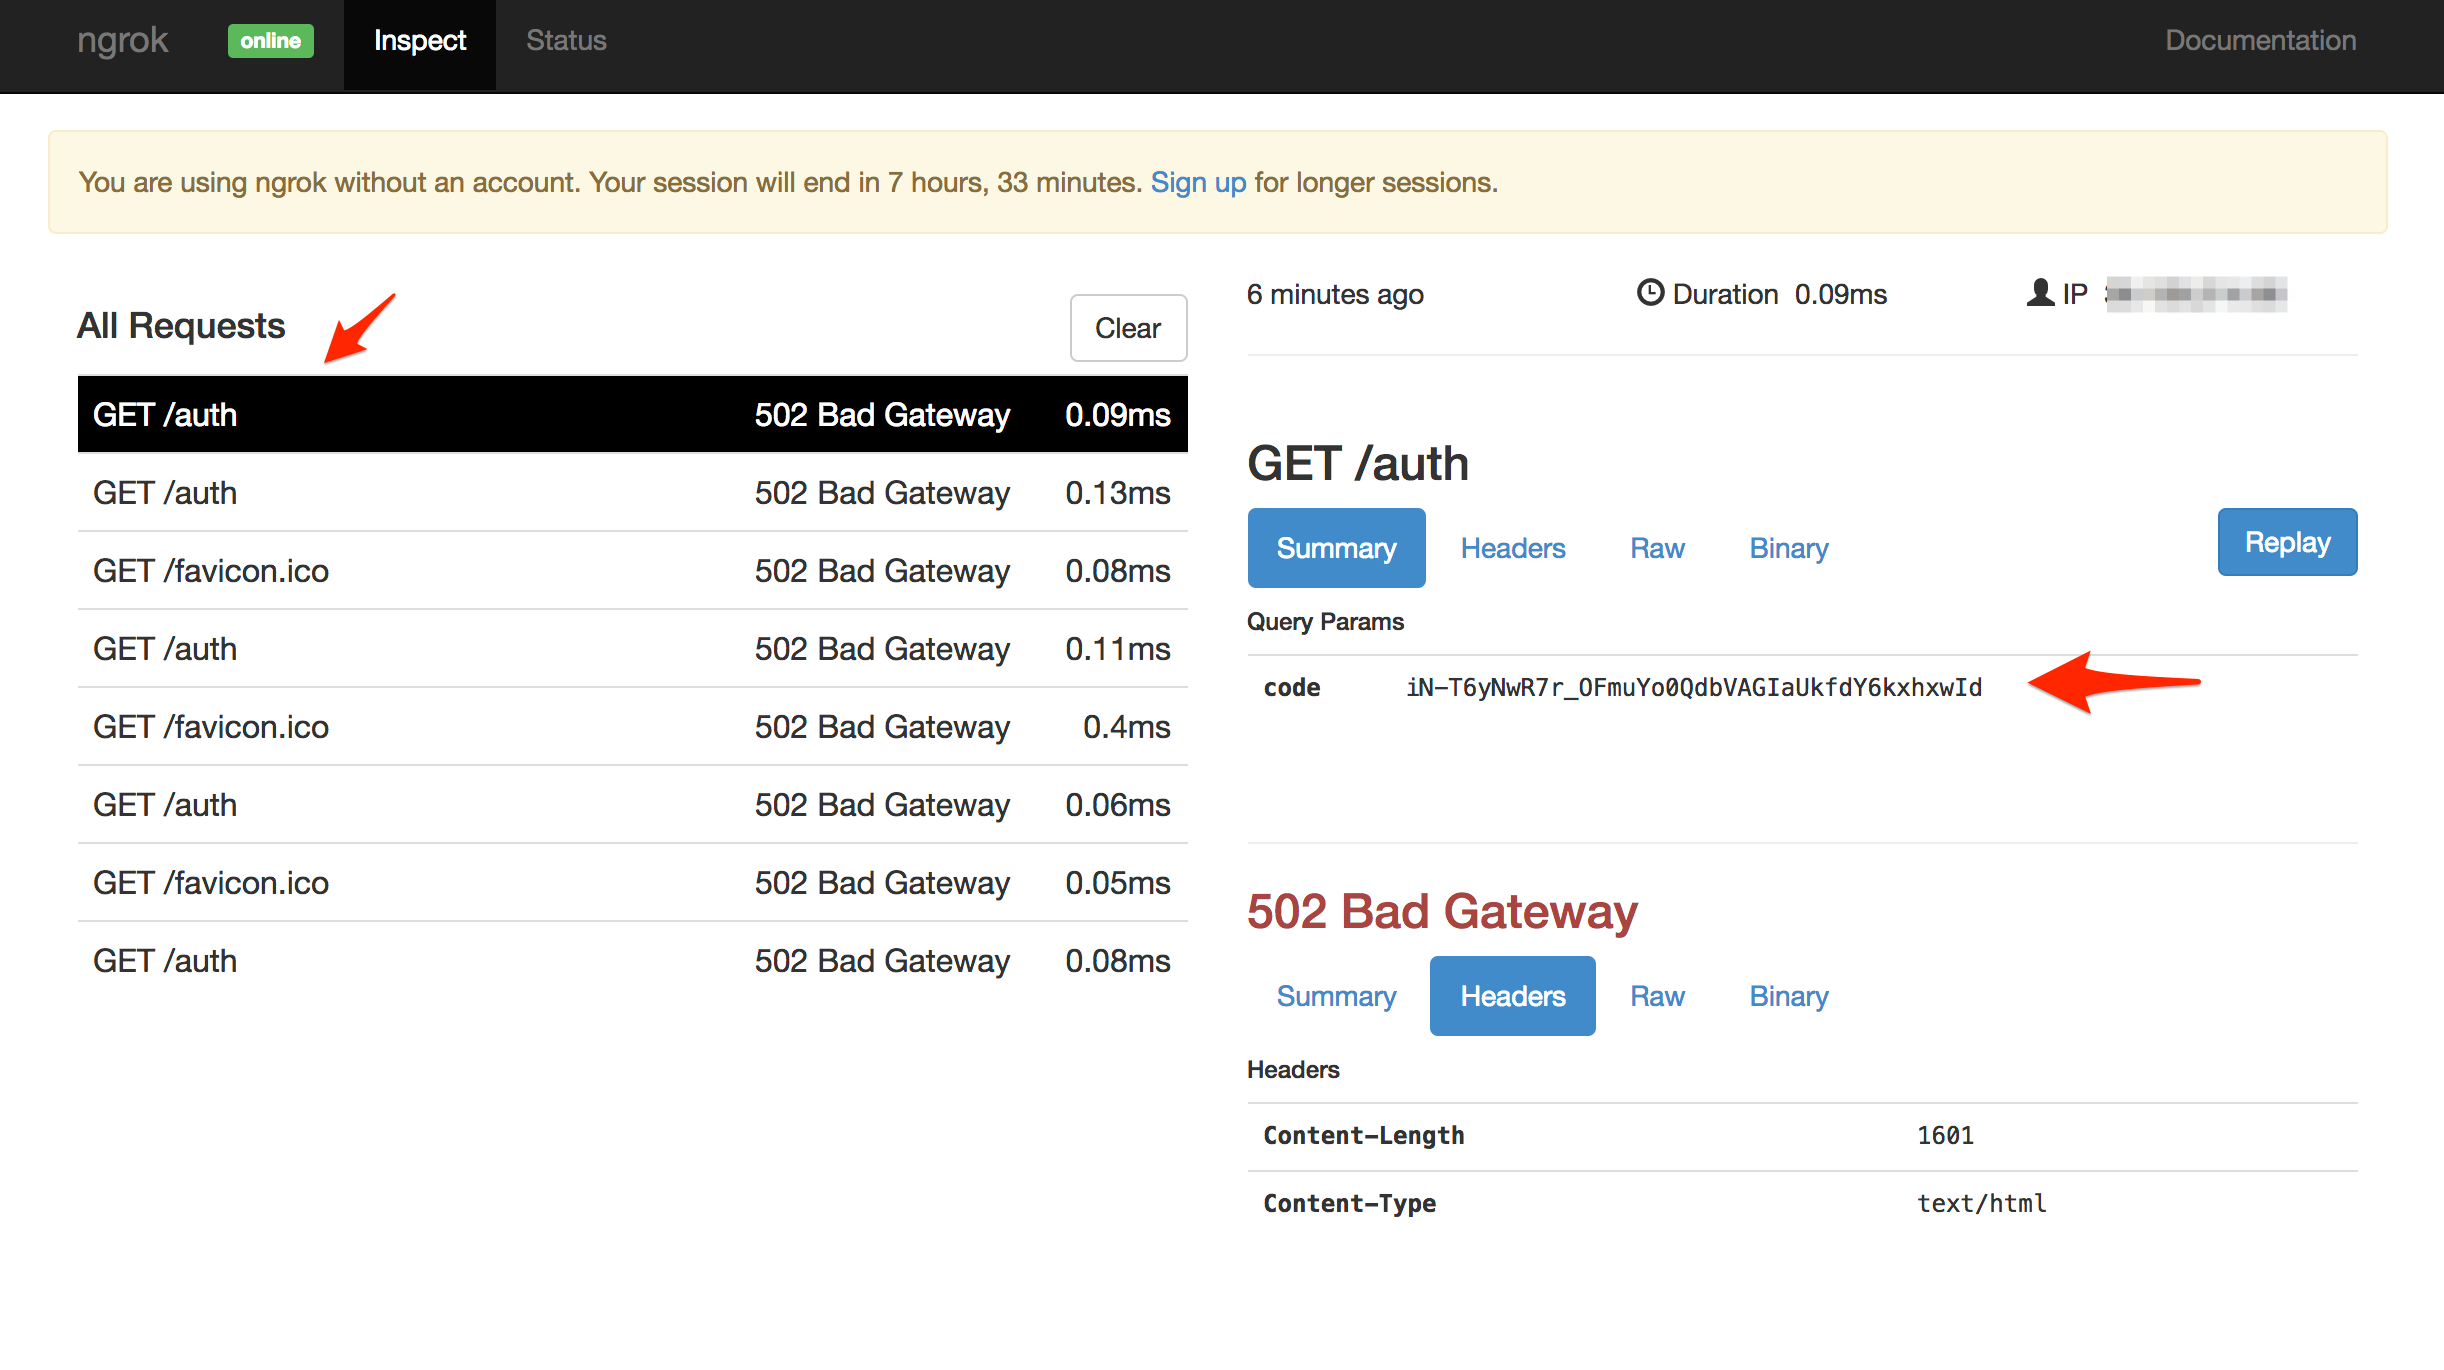 ngrok online Inspect Status Documentation
You are using ngrok without an account. Your session will end in 7 hours, 33 minutes. Sign up for longer sessions.
All Requests
Clear
GET /auth 502 Bad Gateway 0.09ms
GET /auth 502 Bad Gateway 0.13ms
GET /favicon.ico 502 Bad Gateway 0.08ms
GET /auth 502 Bad Gateway 0.11ms
GET /favicon.ico 502 Bad Gateway 0.4ms
GET /auth 502 Bad Gateway 0.06ms
GET /favicon.ico 502 Bad Gateway 0.05ms
GET /auth 502 Bad Gateway 0.08ms
6 minutes ago Duration 0.09ms IP
GET /auth
Summary Headers Raw Binary Replay
Query Params
code iN-T6yNwR7r_OFmuYo0QdbVAGIaUkfdY6kxhxwId
502 Bad Gateway
Summary Headers Raw Binary
Headers
Content-Length 1601
Content-Type text/html